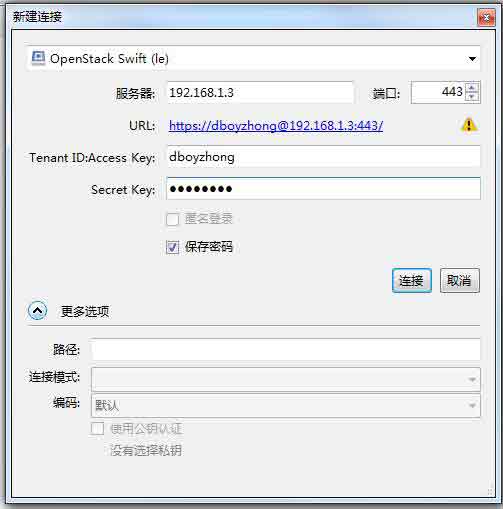 新建连接
OpenStack Swift (le)
服务器: 192.168.1.3 端口: 443
URL: https://dboyzhong@192.168.1.3:443/
Tenant ID:Access Key: dboyzhong
Secret Key: ●●●●●●●●
匿名登录
保存密码
连接 取消
更多选项
路径:
连接模式:
编码: 默认
使用公钥认证
没有选择私钥